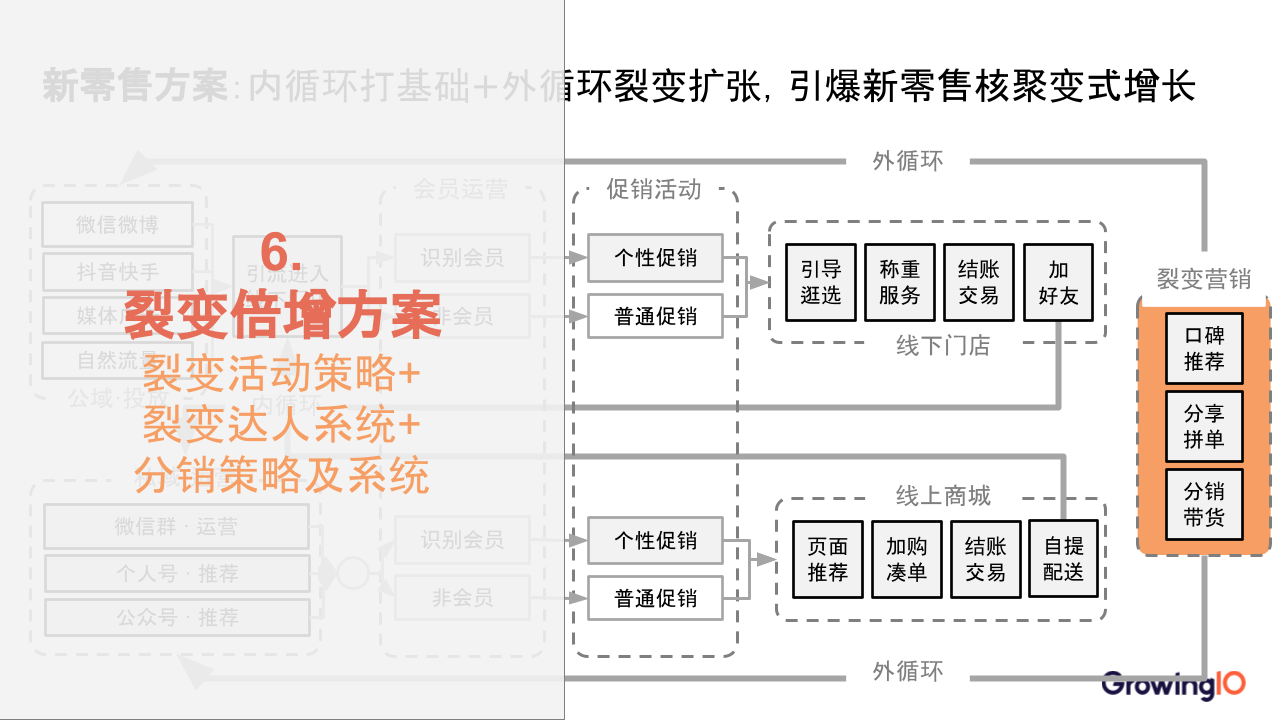 新零售方案:内循环打基础+外循环裂变扩张,引爆新零售核聚变式增长
外循环
会员运营
促销活动
微信微博
抖音快手
自然流量
引流进入
识别会员
非会员
个性促销
普通促销
引导
逛选
称重
服务
结账
交易
加
好友
线下门店
6.
裂变倍增方案
裂变活动策略+
裂变达人系统+
分销策略及系统
公域·投放
内循环
裂变营销
口碑
推荐
分享
拼单
分销
带货
微信群·运营
个人号·推荐
公众号·推荐
识别会员
非会员
个性促销
普通促销
线上商城
页面
推荐
加购
凑单
结账
交易
自提
配送
外循环
GrowingIO